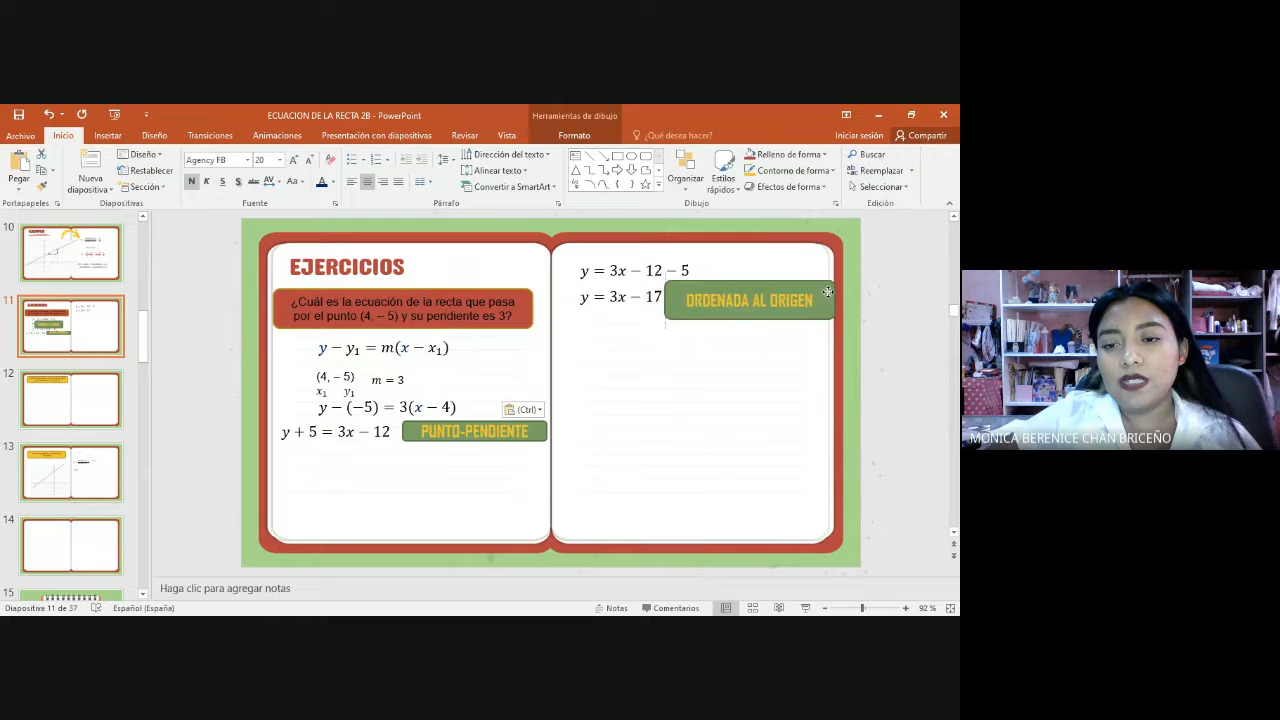 ECUACION DE LA RECTA 2B - PowerPoint
Herramientas de dibujo
Archivo Inicio Insertar Diseño Transiciones Animaciones Presentación con diapositivas Revisar Vista Formato ¿Qué desea hacer? Iniciar sesión Compartir
Pegar
Nueva diapositiva
Diseño
Restablecer
Sección
Agency FB 20
N K S S abc AV Aa A
Dirección del texto
Alinear texto
Convertir a SmartArt
Organizar
Estilos rápidos
Relleno de forma
Contorno de forma
Efectos de forma
Buscar
Reemplazar
Seleccionar
Portapapeles Diapositivas Fuente Párrafo Dibujo Edición
10
11
12
13
14
15
EJERCICIOS
¿Cuál es la ecuación de la recta que pasa
por el punto (4, – 5) y su pendiente es 3?
y − y₁ = m(x − x₁)
(4, − 5) m = 3
x₁ y₁
y − (−5) = 3(x − 4)
(Ctrl)
y + 5 = 3x − 12 PUNTO-PENDIENTE
y = 3x − 12 − 5
y = 3x − 17 ORDENADA AL ORIGEN
MONICA BERENICE CHAN BRICEÑO
Haga clic para agregar notas
Diapositiva 11 de 37 Español (España) Notas Comentarios 92 %